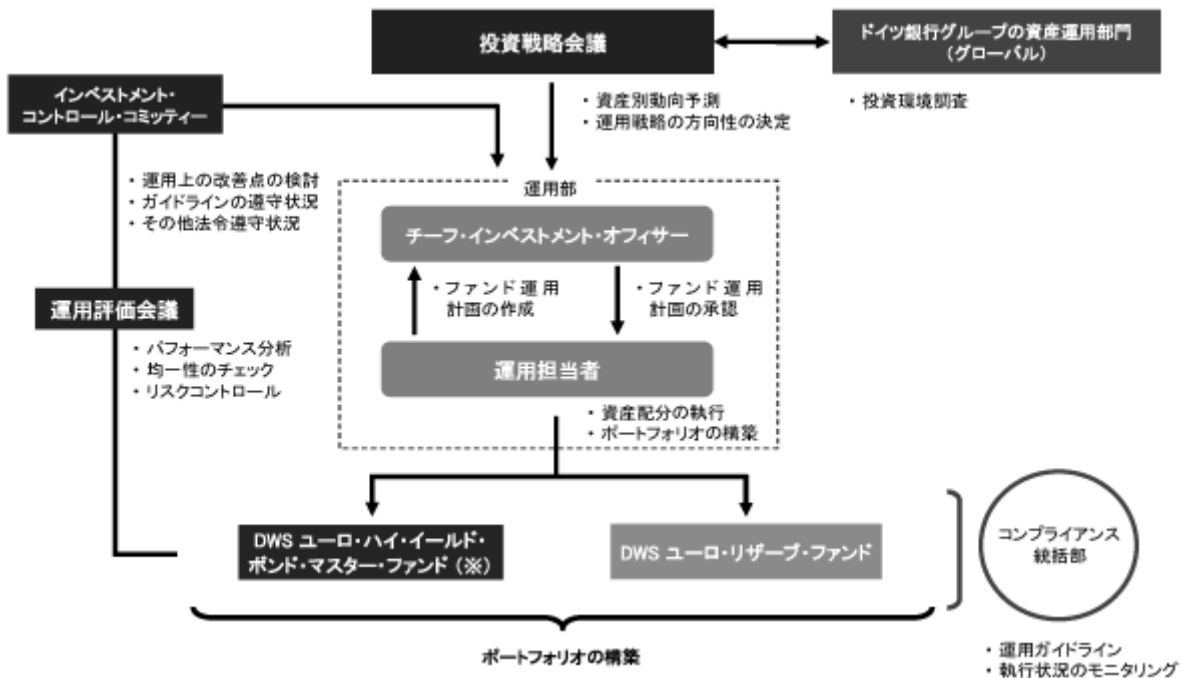 投資戦略会議
ドイツ銀行グループの資産運用部門
(グローバル)
インベストメント・
コントロール・コミッティー
・資産別動向予測
・運用戦略の方向性の決定
・投資環境調査
・運用上の改善点の検討
・ガイドラインの遵守状況
・その他法令遵守状況
運用部
チーフ・インベストメント・オフィサー
・ファンド運用
計画の作成
・ファンド運用
計画の承認
運用評価会議
・パフォーマンス分析
・均一性のチェック
・リスクコントロール
運用担当者
・資産配分の執行
・ポートフォリオの構築
DWS ユーロ・ハイ・イールド・
ボンド・マスター・ファンド(※)
DWS ユーロ・リザーブ・ファンド
コンプライアンス
統括部
ポートフォリオの構築
・運用ガイドライン
・執行状況のモニタリング